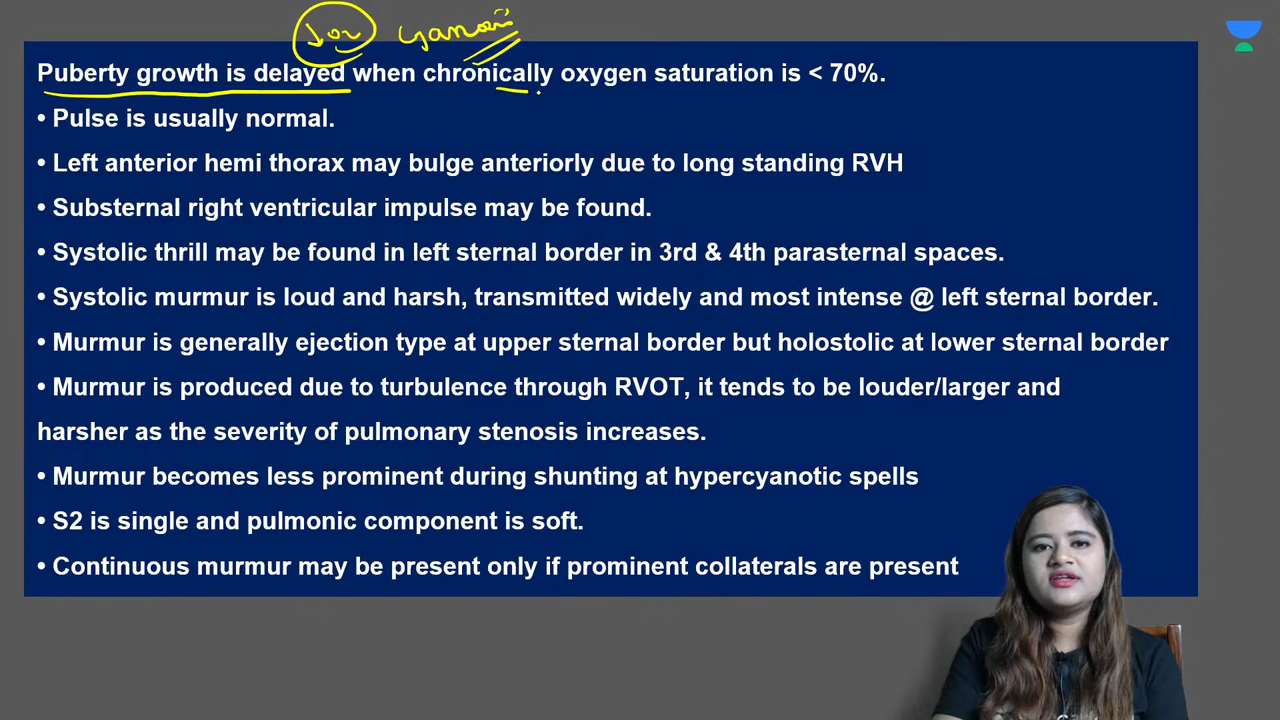 ↓o2 cyanosis
Puberty growth is delayed when chronically oxygen saturation is < 70%.
• Pulse is usually normal.
• Left anterior hemi thorax may bulge anteriorly due to long standing RVH
• Substernal right ventricular impulse may be found.
• Systolic thrill may be found in left sternal border in 3rd & 4th parasternal spaces.
• Systolic murmur is loud and harsh, transmitted widely and most intense @ left sternal border.
• Murmur is generally ejection type at upper sternal border but holostolic at lower sternal border
• Murmur is produced due to turbulence through RVOT, it tends to be louder/larger and
harsher as the severity of pulmonary stenosis increases.
• Murmur becomes less prominent during shunting at hypercyanotic spells
• S2 is single and pulmonic component is soft.
• Continuous murmur may be present only if prominent collaterals are present